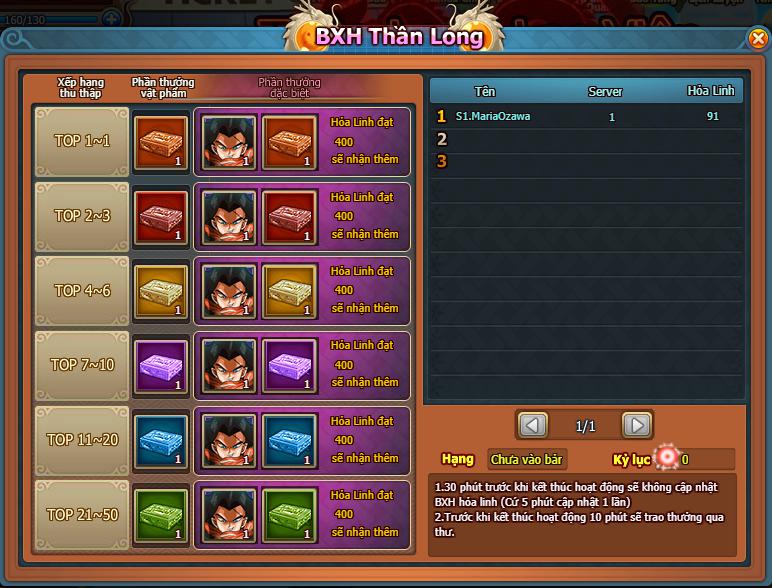 160/130
BXH Thần Long
Xếp hạng
thu thập
Phần thưởng
vật phẩm
Phần thưởng
đặc biệt
TOP 1~1
1
1
1
Hỏa Linh đạt
400
sẽ nhận thêm
TOP 2~3
1
1
1
Hỏa Linh đạt
400
sẽ nhận thêm
TOP 4~6
1
1
1
Hỏa Linh đạt
400
sẽ nhận thêm
TOP 7~10
1
1
1
Hỏa Linh đạt
400
sẽ nhận thêm
TOP 11~20
1
1
1
Hỏa Linh đạt
400
sẽ nhận thêm
TOP 21~50
1
1
1
Hỏa Linh đạt
400
sẽ nhận thêm
Tên Server Hỏa Linh
1 S1.MariaOzawa 1 91
2
3
1/1
Hạng Chưa vào bảr Kỷ lục 0
1.30 phút trước khi kết thúc hoạt động sẽ không cập nhật
BXH hỏa linh (Cứ 5 phút cập nhật 1 lần)
2.Trước khi kết thúc hoạt động 10 phút sẽ trao thưởng qua
thư.